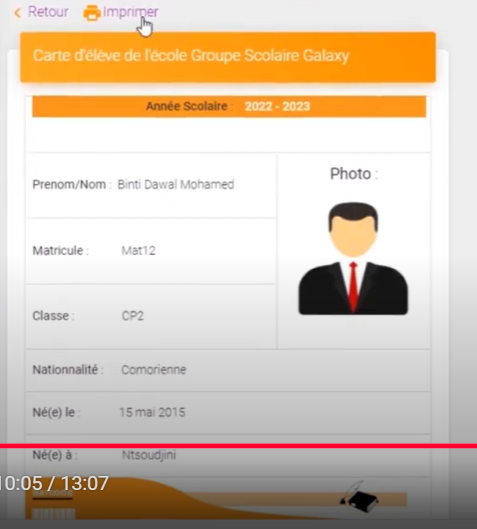 Retour Imprimer
Carte d'élève de l'école Groupe Scolaire Galaxy
Année Scolaire : 2022 - 2023
Photo :
Prenom/Nom : Binti Dawal Mohamed
Matricule : Mat12
Classe : CP2
Nationnalité : Comorienne
Né(e) le : 15 mai 2015
Né(e) à : Ntsoudjini
10:05 / 13:07